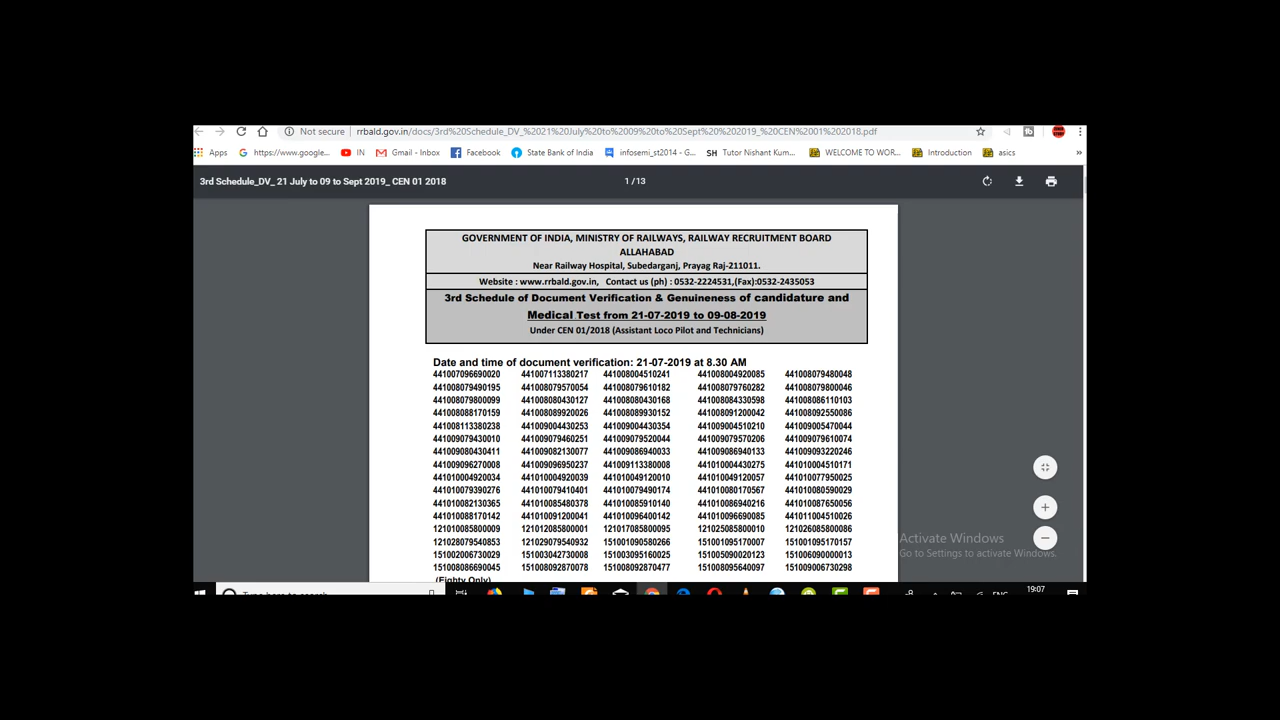 Not secure | rrbald.gov.in/docs/3rd%20Schedule_DV_%2021%20July%20to%2009%20to%20Sept%20%202019_%20CEN%2001%202018.pdf
Apps https://www.google... IN Gmail - Inbox Facebook State Bank of India infosemi_st2014 - G... SH Tutor Nishant Kum... WELCOME TO WOR... Introduction asics »
3rd Schedule_DV_ 21 July to 09 to Sept 2019_ CEN 01 2018 1 / 13
GOVERNMENT OF INDIA, MINISTRY OF RAILWAYS, RAILWAY RECRUITMENT BOARD
ALLAHABAD
Near Railway Hospital, Subedarganj, Prayag Raj-211011.
Website : www.rrbald.gov.in, Contact us (ph) : 0532-2224531,(Fax):0532-2435053
3rd Schedule of Document Verification & Genuineness of candidature and
Medical Test from 21-07-2019 to 09-08-2019
Under CEN 01/2018 (Assistant Loco Pilot and Technicians)
Date and time of document verification: 21-07-2019 at 8.30 AM
441007096690020 441007113380217 441008004510241 441008004920085 441008079480048
441008079490195 441008079570054 441008079610182 441008079760282 441008079800046
441008079800099 441008080430127 441008080430168 441008084330598 441008086110103
441008088170159 441008089920026 441008089930152 441008091200042 441008092550086
441008113380238 441009004430253 441009004430354 441009004510210 441009005470044
441009079430010 441009079460251 441009079520044 441009079570206 441009079610074
441009080430411 441009082130077 441009086940033 441009086940133 441009093220246
441009096270008 441009096950237 441009113380008 441010004430275 441010004510171
441010004920034 441010004920039 441010049120010 441010049120057 441010077950025
441010079390276 441010079410401 441010079490174 441010080170567 441010080590029
441010082130365 441010085480378 441010085910140 441010086940216 441010087650056
441010088170142 441010091200041 441010096400142 441010096690085 441011004510026
121010085800009 121012085800001 121017085800095 121025085800010 121026085800086
121028079540853 121029079540932 151001090580266 151001095170007 151001095170157
151002006730029 151003042730008 151003095160025 151005090020123 151006090000013
151008086690045 151008092870078 151008092870477 151008095640097 151009006730298
(Eighty Only)
Activate Windows
Go to Settings to activate Windows.
Type here to search
ENG
19:07